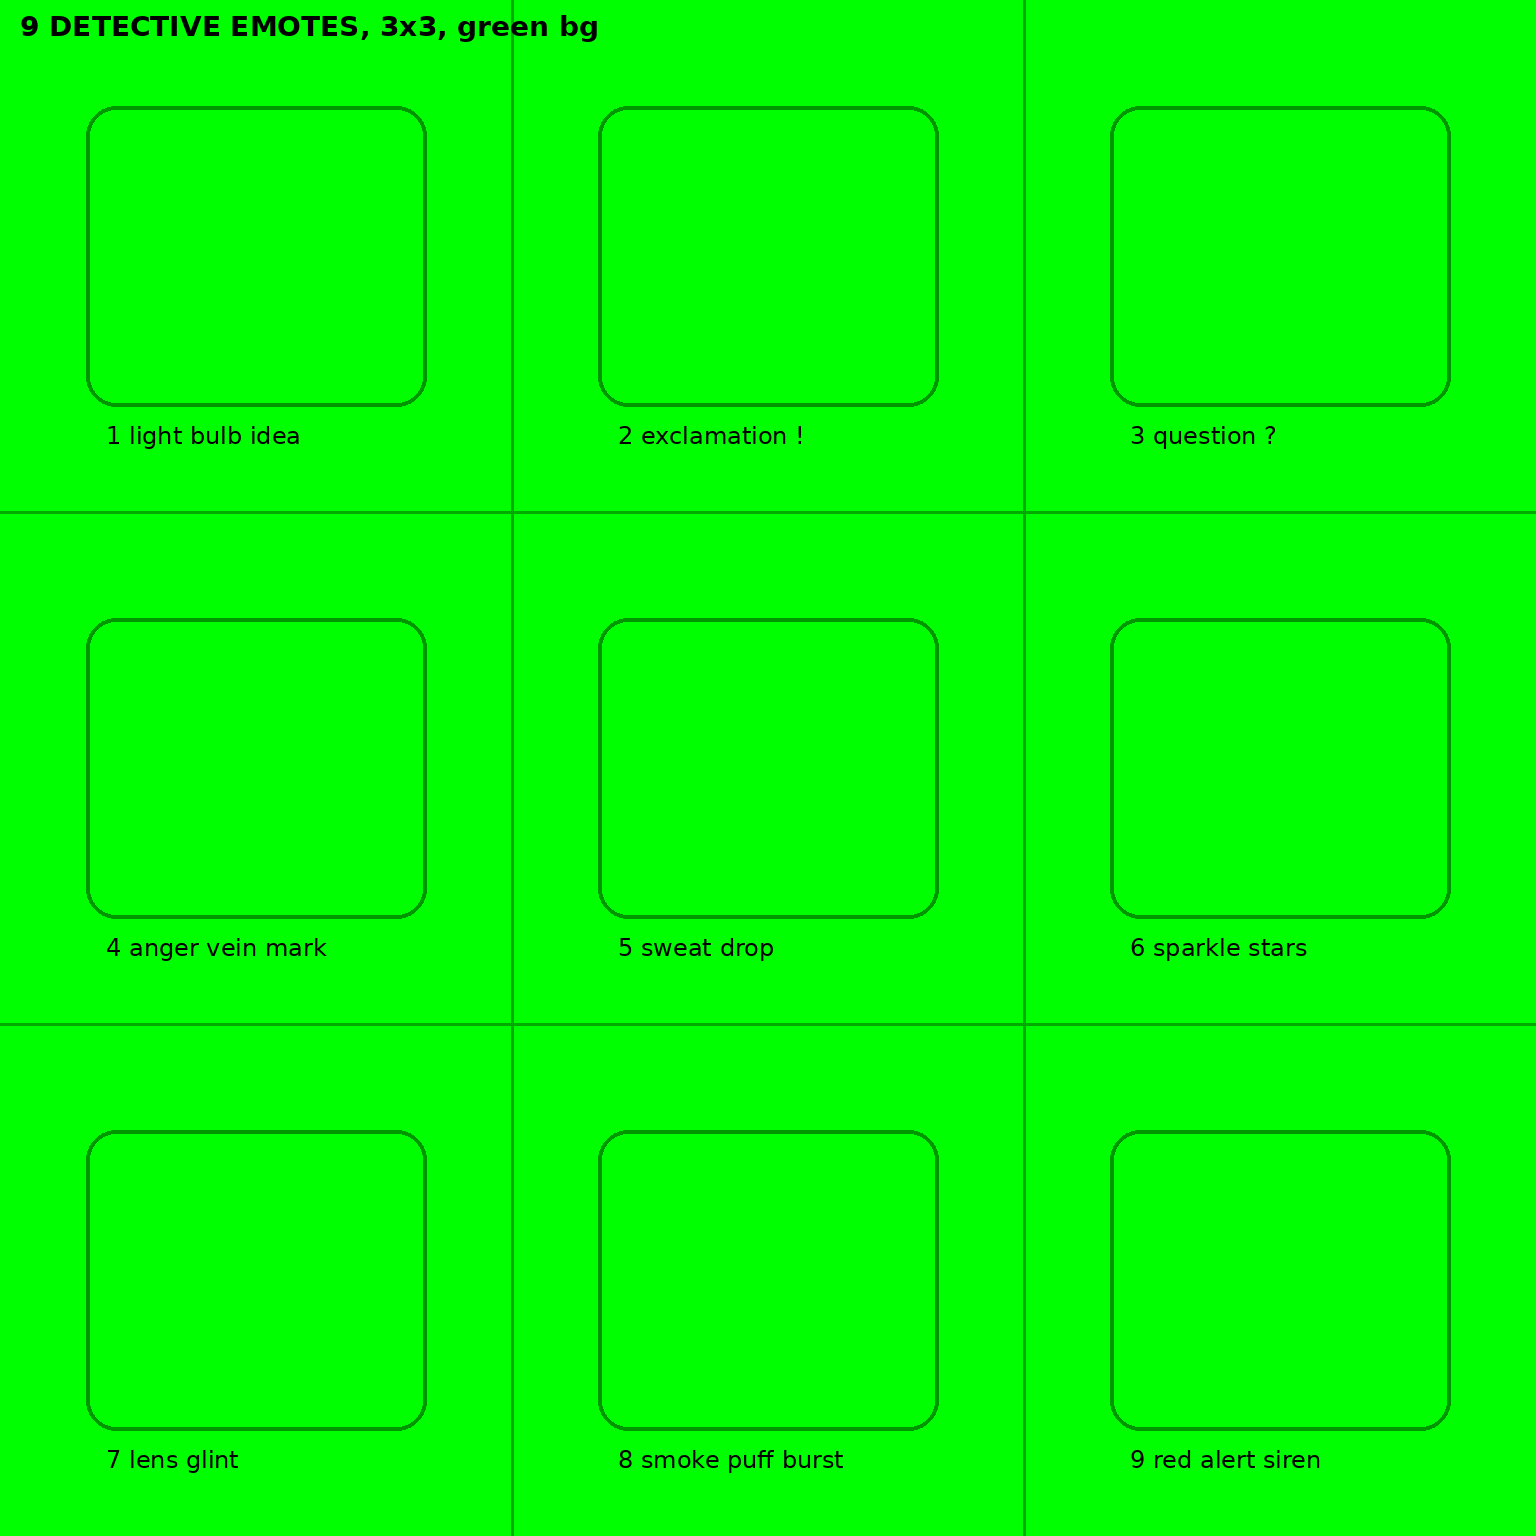 9 DETECTIVE EMOTES, 3x3, green bg
1 light bulb idea
2 exclamation !
3 question ?
4 anger vein mark
5 sweat drop
6 sparkle stars
7 lens glint
8 smoke puff burst
9 red alert siren